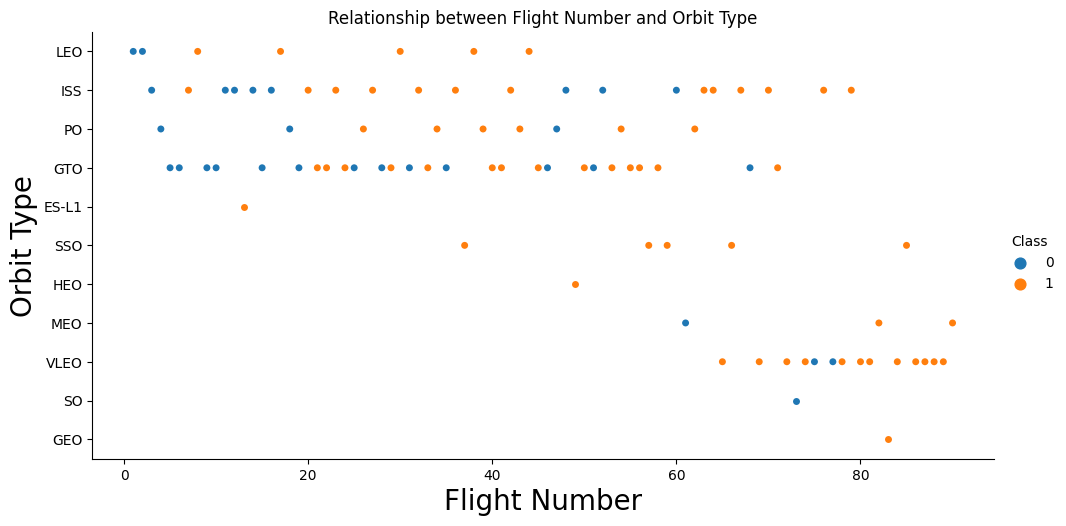 Relationship between Flight Number and Orbit Type
LEO
ISS
PO
GTO
ES-L1
SSO
HEO
MEO
VLEO
SO
GEO
Orbit Type
Class
0
1
0
20
40
60
80
Flight Number